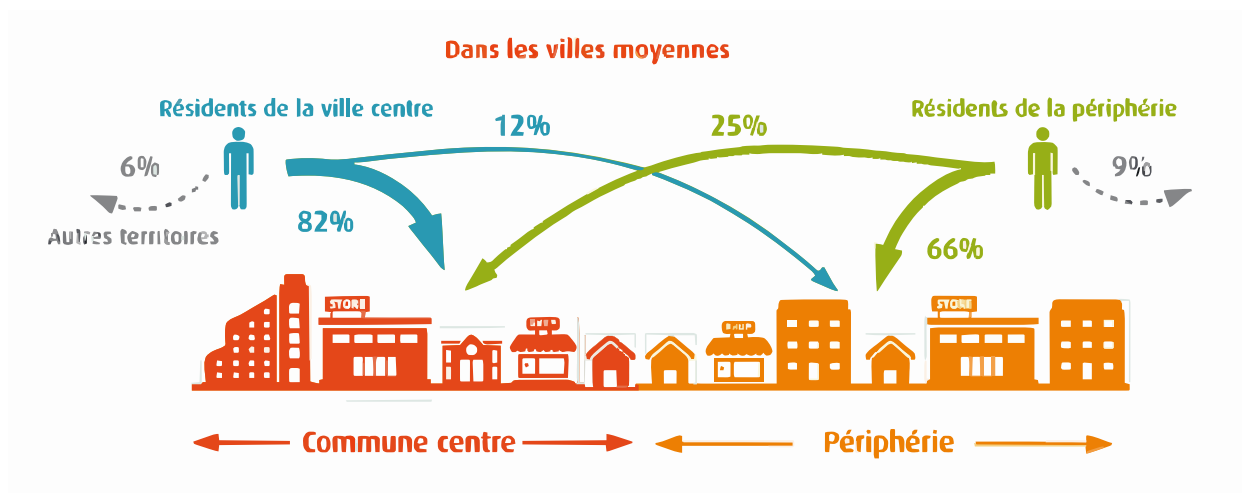 Dans les villes moyennes
Résidents de la ville centre
Résidents de la périphérie
12%
25%
6%
9%
82%
66%
Autres territoires
STORE
STORE
SHOP
Commune centre
Périphérie